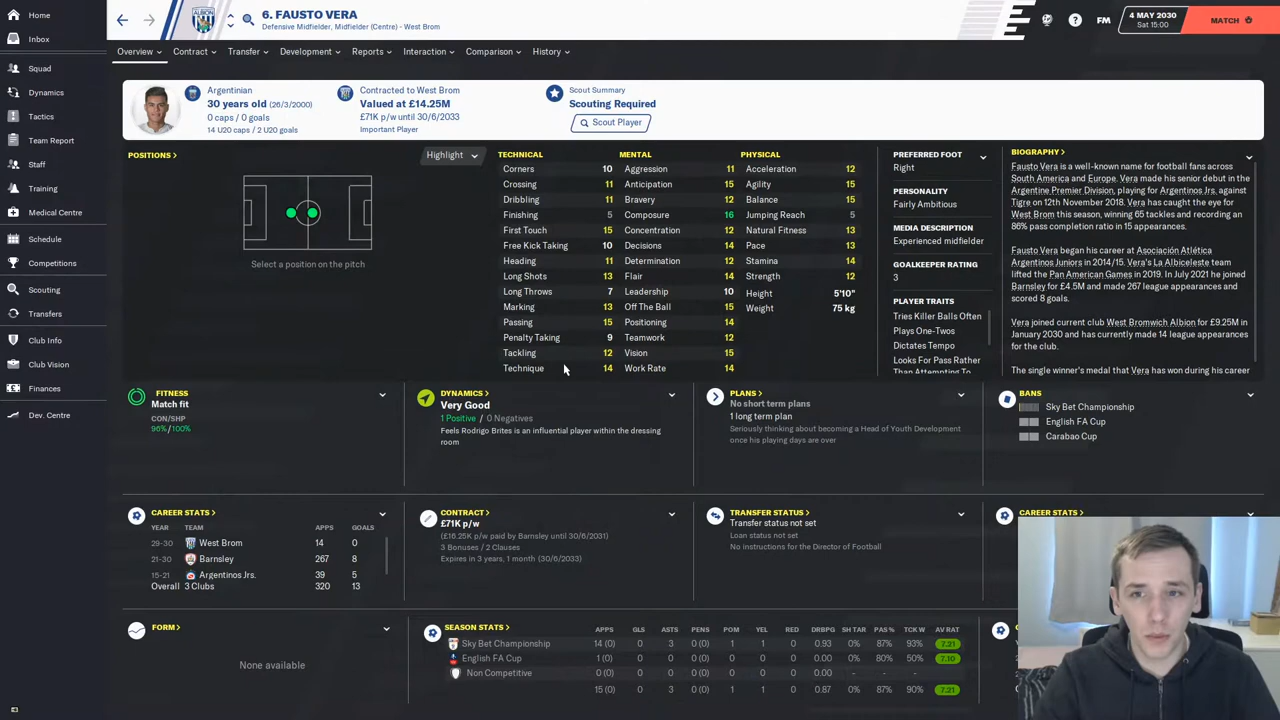 Home
Inbox
Squad
Dynamics
Tactics
Team Report
Staff
Training
Medical Centre
Schedule
Competitions
Scouting
Transfers
Club Info
Club Vision
Finances
Dev. Centre
6. FAUSTO VERA
Defensive Midfielder, Midfielder (Centre) - West Brom
FM
4 MAY 2030
Sat 15:00
MATCH
Overview
Contract
Transfer
Development
Reports
Interaction
Comparison
History
Argentinian
30 years old (26/3/2000)
0 caps / 0 goals
14 U20 caps / 2 U20 goals
Contracted to West Brom
Valued at £14.25M
£71K p/w until 30/6/2033
Important Player
Scout Summary
Scouting Required
Scout Player
POSITIONS >
Highlight
Select a position on the pitch
TECHNICAL
Corners 10
Crossing 11
Dribbling 11
Finishing 5
First Touch 15
Free Kick Taking 10
Heading 11
Long Shots 13
Long Throws 7
Marking 13
Passing 15
Penalty Taking 9
Tackling 12
Technique 14
MENTAL
Aggression 11
Anticipation 15
Bravery 12
Composure 16
Concentration 12
Decisions 14
Determination 12
Flair 14
Leadership 10
Off The Ball 15
Positioning 14
Teamwork 12
Vision 15
Work Rate 14
PHYSICAL
Acceleration 12
Agility 15
Balance 15
Jumping Reach 5
Natural Fitness 13
Pace 13
Stamina 14
Strength 12
Height 5'10"
Weight 75 kg
PREFERRED FOOT
Right
PERSONALITY
Fairly Ambitious
MEDIA DESCRIPTION
Experienced midfielder
GOALKEEPER RATING
3
PLAYER TRAITS
Tries Killer Balls Often
Plays One-Twos
Dictates Tempo
Looks For Pass Rather
Than Attempting To
BIOGRAPHY >
Fausto Vera is a well-known name for football fans across
South America and Europe. Vera made his senior debut in the
Argentine Premier Division, playing for Argentinos Jrs. against
Tigre on 12th November 2018. Vera has caught the eye for
West Brom this season, winning 65 tackles and recording an
86% pass completion ratio in 15 appearances.
Fausto Vera began his career at Asociación Atlética
Argentinos Juniors in 2014/15. Vera's La Albiceleste team
lifted the Pan American Games in 2019. In July 2021 he joined
Barnsley for £4.5M and made 267 league appearances and
scored 8 goals.
Vera joined current club West Bromwich Albion for £9.25M in
January 2030 and has currently made 14 league appearances
for the club.
The single winner's medal that Vera has won during his career
FITNESS
Match fit
CON/SHP
96%/100%
DYNAMICS >
Very Good
1 Positive / 0 Negatives
Feels Rodrigo Brites is an influential player within the dressing
room
PLANS >
No short term plans
1 long term plan
Seriously thinking about becoming a Head of Youth Development
once his playing days are over
BANS
Sky Bet Championship
English FA Cup
Carabao Cup
CAREER STATS >
YEAR TEAM APPS GOALS
29-30 West Brom 14 0
21-30 Barnsley 267 8
15-21 Argentinos Jrs. 39 5
Overall 3 Clubs 320 13
CONTRACT >
£71K p/w
(£16.25K p/w paid by Barnsley until 30/6/2031)
3 Bonuses / 2 Clauses
Expires in 3 years, 1 month (30/6/2033)
TRANSFER STATUS >
Transfer status not set
Loan status not set
No instructions for the Director of Football
CAREER STATS >
FORM >
None available
SEASON STATS >
APPS GLS ASTS PENS POM YEL RED DRBPG SH TAR PAS % TCK W AV RAT
Sky Bet Championship 14 (0) 0 3 0 (0) 1 1 0 0.93 0% 87% 93% 7.21
English FA Cup 1 (0) 0 0 0 (0) 0 0 0 0.00 0% 80% 50% 7.10
Non Competitive 0 (0) 0 0 0 (0) 0 0 0 0.00 - - - -
15 (0) 0 3 0 (0) 1 1 0 0.87 0% 87% 90% 7.21